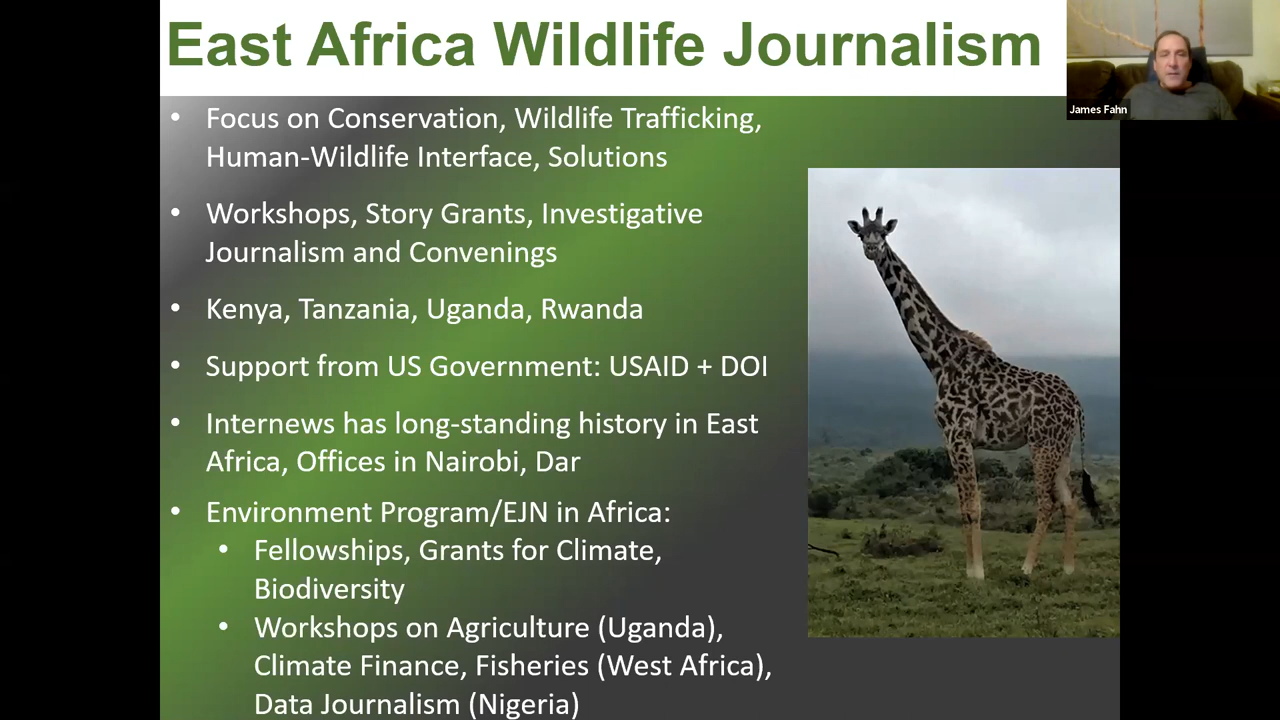 East Africa Wildlife Journalism
James Fahn
• Focus on Conservation, Wildlife Trafficking,
Human-Wildlife Interface, Solutions
• Workshops, Story Grants, Investigative
Journalism and Convenings
• Kenya, Tanzania, Uganda, Rwanda
• Support from US Government: USAID + DOI
• Internews has long-standing history in East
Africa, Offices in Nairobi, Dar
• Environment Program/EJN in Africa:
• Fellowships, Grants for Climate,
Biodiversity
• Workshops on Agriculture (Uganda),
Climate Finance, Fisheries (West Africa),
Data Journalism (Nigeria)